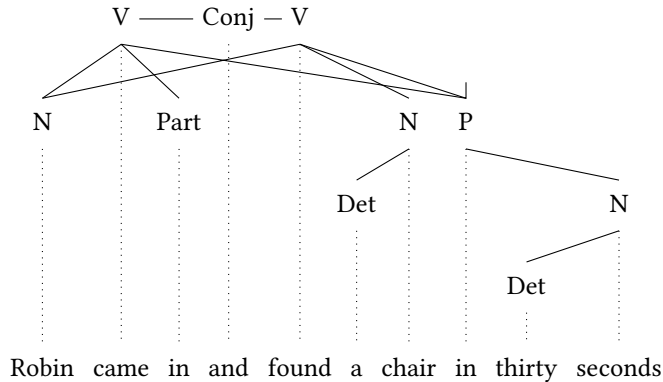 V Conj V
N Part N P
Det N
Det
Robin came in and found a chair in thirty seconds